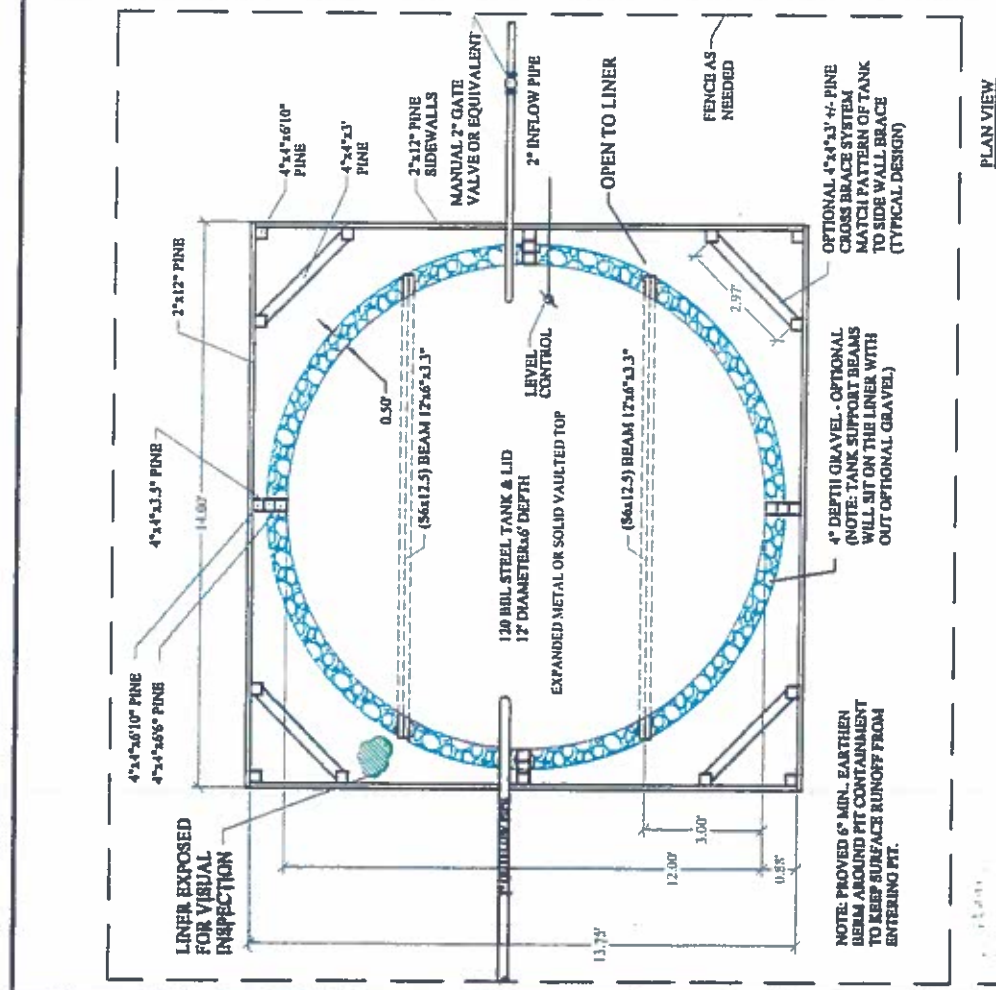 4"x4"x6'10"
PINE
4"x4"x3'
PINE
2"x12" PINE
SIDEWALLS
MANUAL 2" GATE
VALVE OR EQUIVALENT
2" INFLOW PIPE
OPEN TO LINER
FENCE AS
NEEDED
OPTIONAL 4"x4"x3' +/- PINE
CROSS BRACE SYSTEM
MATCH PATTERN OF TANK
TO SIDE WALL BRACE
(TYPICAL DESIGN)
PLAN VIEW
2"x12" PINE
4"x4"x3.5" PINE
14.00'
0.50'
(S6x12.5) BEAM 12'x6"x3.3"
LEVEL
CONTROL
(S6x12.5) BEAM 12'x6"x3.3"
2.97'
120 BBL STEEL TANK & LID
12' DIAMETERx6' DEPTH
EXPANDED METAL OR SOLID VAULTED TOP
4" DEPTH GRAVEL - OPTIONAL
(NOTE: TANK SUPPORT BEAMS
WILL SIT ON THE LINER WITH
OUT OPTIONAL GRAVEL)
4"x4"x6'10" PINE
4"x4"x6'6" PINE
LINER EXPOSED
FOR VISUAL
INSPECTION
13.75'
12.00'
3.00'
0.88'
NOTE: PROVED 6" MIN., EARTHEN
BERM AROUND PIT CONTAINMENT
TO KEEP SURFACE RUNOFF FROM
ENTERING PIT.